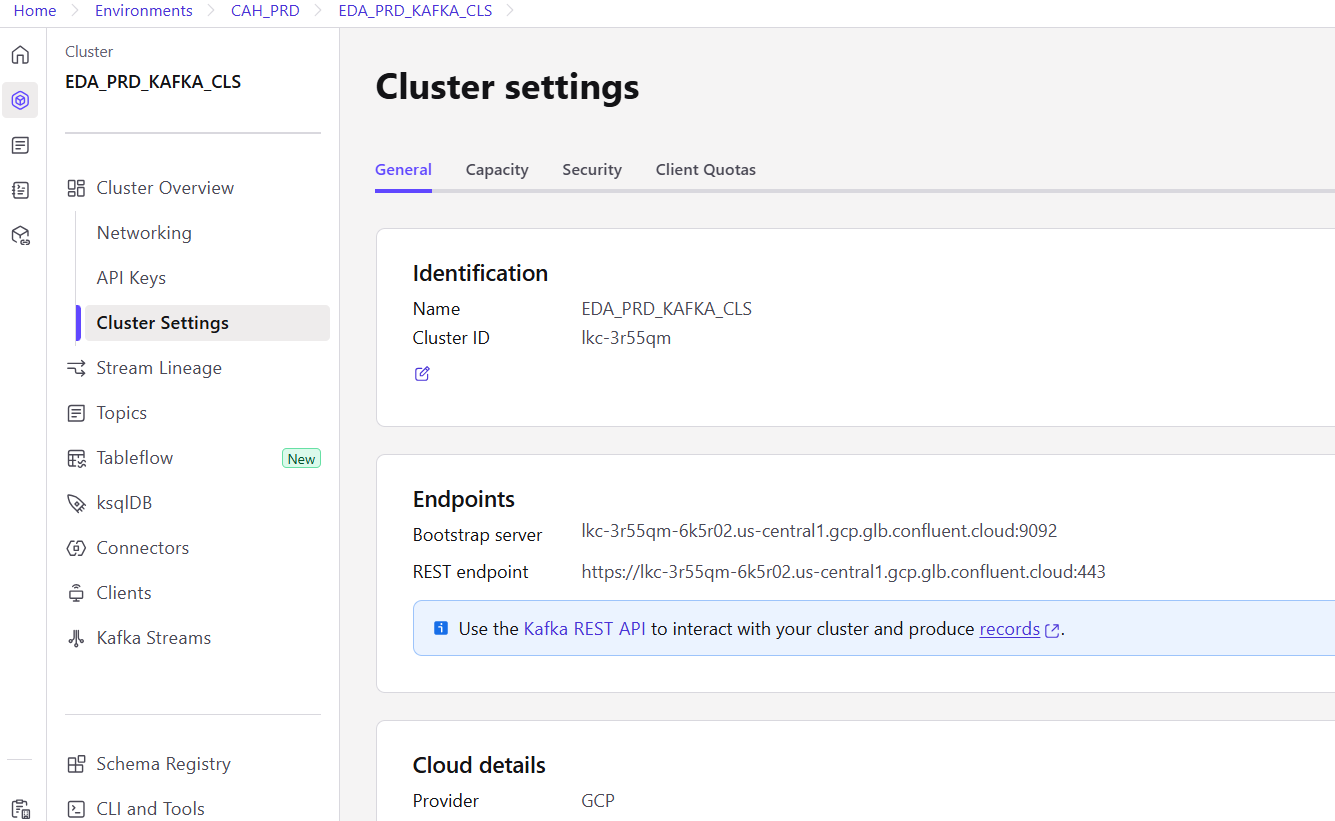 Home Environments CAH_PRD EDA_PRD_KAFKA_CLS
Cluster
EDA_PRD_KAFKA_CLS
Cluster Overview
Networking
API Keys
Cluster Settings
Stream Lineage
Topics
Tableflow New
ksqlDB
Connectors
Clients
Kafka Streams
Schema Registry
CLI and Tools
Cluster settings
General Capacity Security Client Quotas
Identification
Name EDA_PRD_KAFKA_CLS
Cluster ID lkc-3r55qm
Endpoints
Bootstrap server lkc-3r55qm-6k5r02.us-central1.gcp.glb.confluent.cloud:9092
REST endpoint https://lkc-3r55qm-6k5r02.us-central1.gcp.glb.confluent.cloud:443
Use the Kafka REST API to interact with your cluster and produce records.
Cloud details
Provider GCP